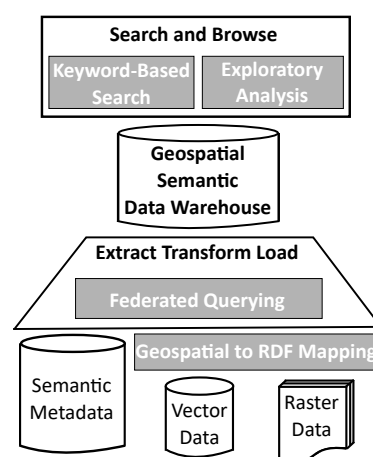 Search and Browse
Keyword-Based
Search
Exploratory
Analysis
Geospatial
Semantic
Data Warehouse
Extract Transform Load
Federated Querying
Geospatial to RDF Mapping
Semantic
Metadata
Vector
Data
Raster
Data